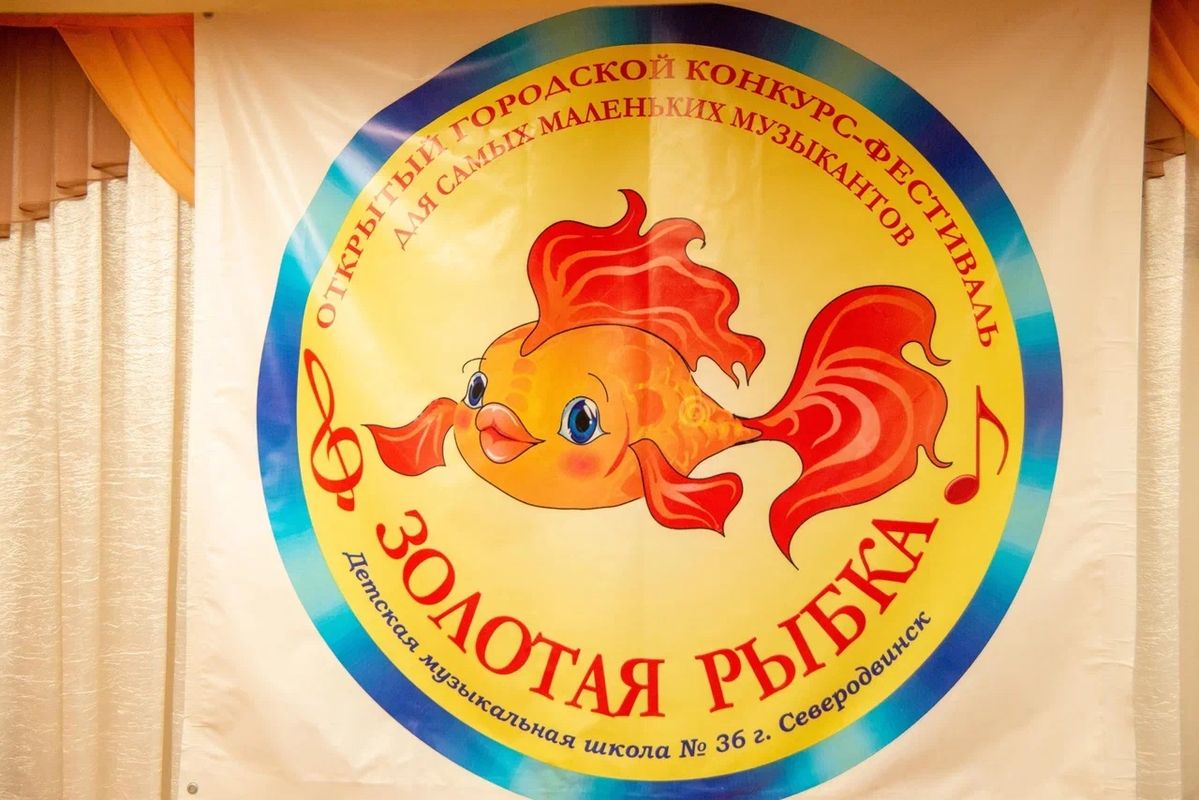 ОТКРЫТЫЙ ГОРОДСКОЙ КОНКУРС-ФЕСТИВАЛЬ
ДЛЯ САМЫХ МАЛЕНЬКИХ МУЗЫКАНТОВ
ЗОЛОТАЯ РЫБКА
Детская музыкальная школа № 36 г. Северодвинск